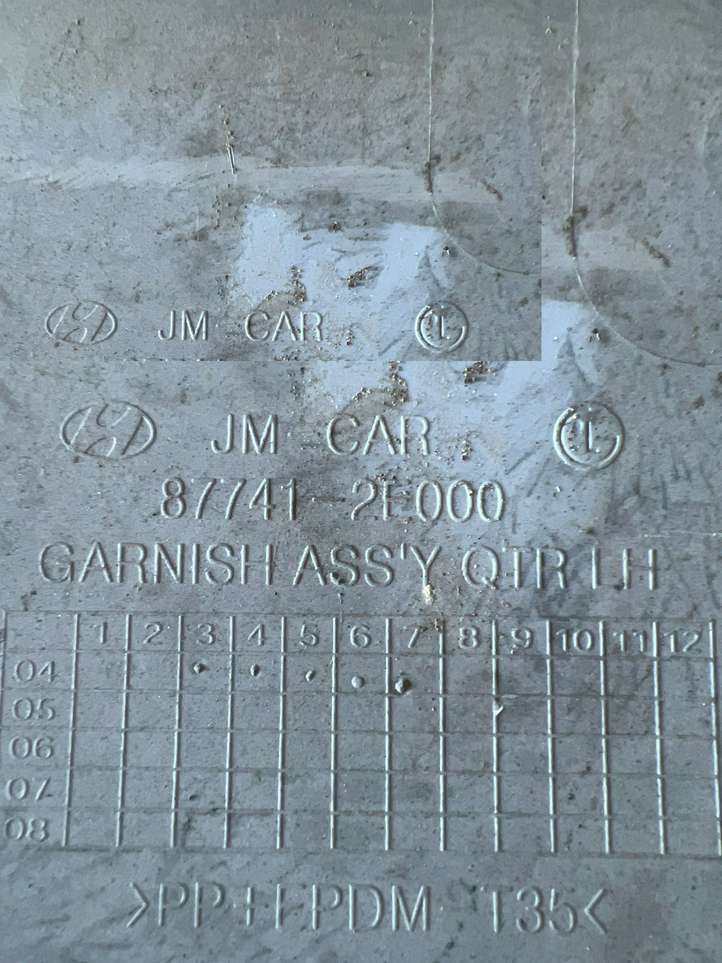 JM CAR
JM CAR
87741-2E000
GARNISH ASS'Y QTR LH
1 2 3 4 5 6 7 8 9 10 11 12
04
05
06
07
08
>PP+EPDM-T35<